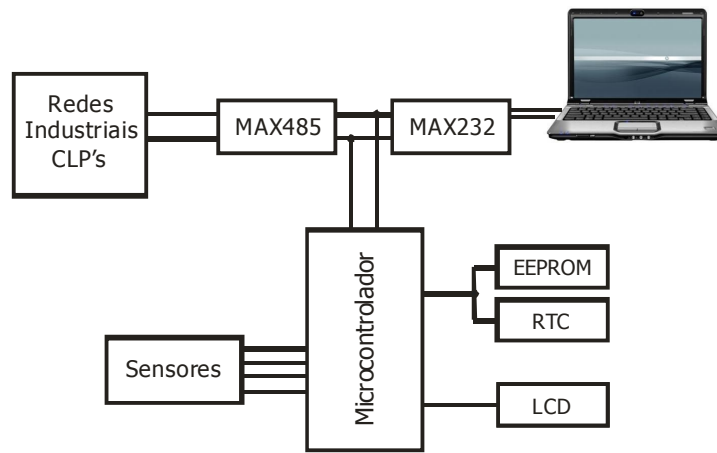 Redes
Industriais
CLP's
MAX485
MAX232
Microcontrolador
EEPROM
RTC
Sensores
LCD